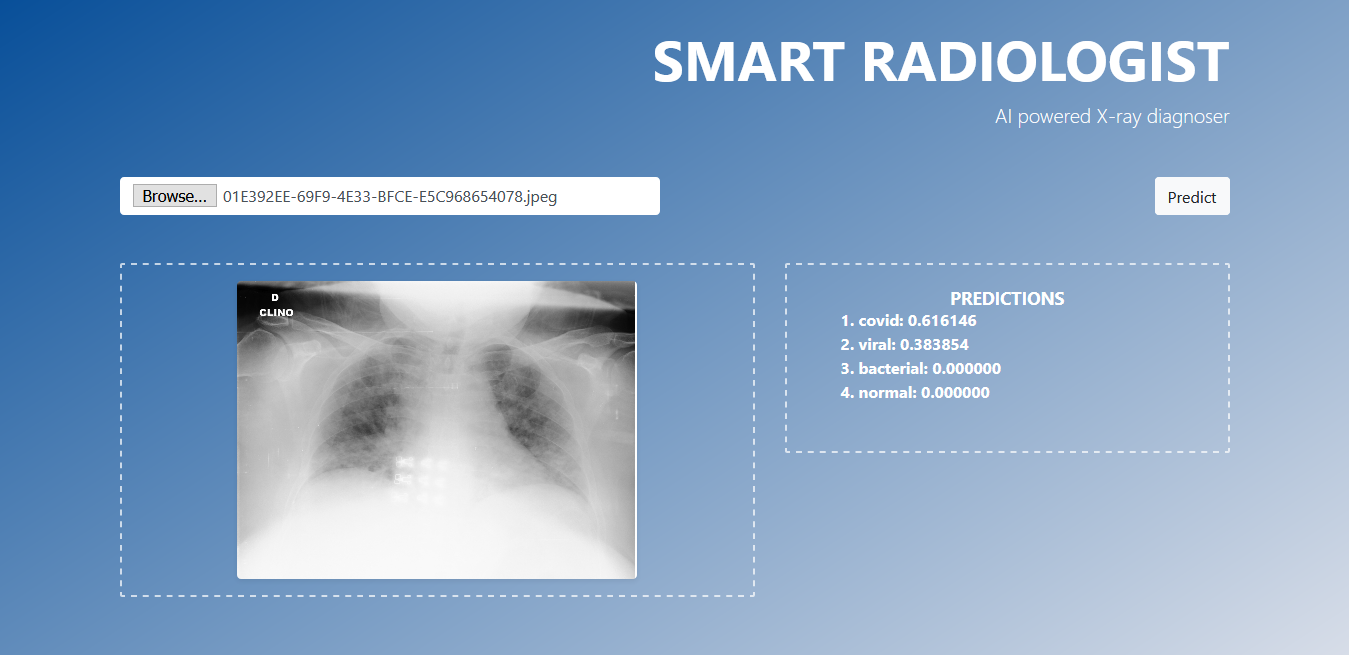 SMART RADIOLOGIST
AI powered X-ray diagnoser
Browse... 01E392EE-69F9-4E33-BFCE-E5C968654078.jpeg
Predict
D
CLINO
PREDICTIONS
1. covid: 0.616146
2. viral: 0.383854
3. bacterial: 0.000000
4. normal: 0.000000